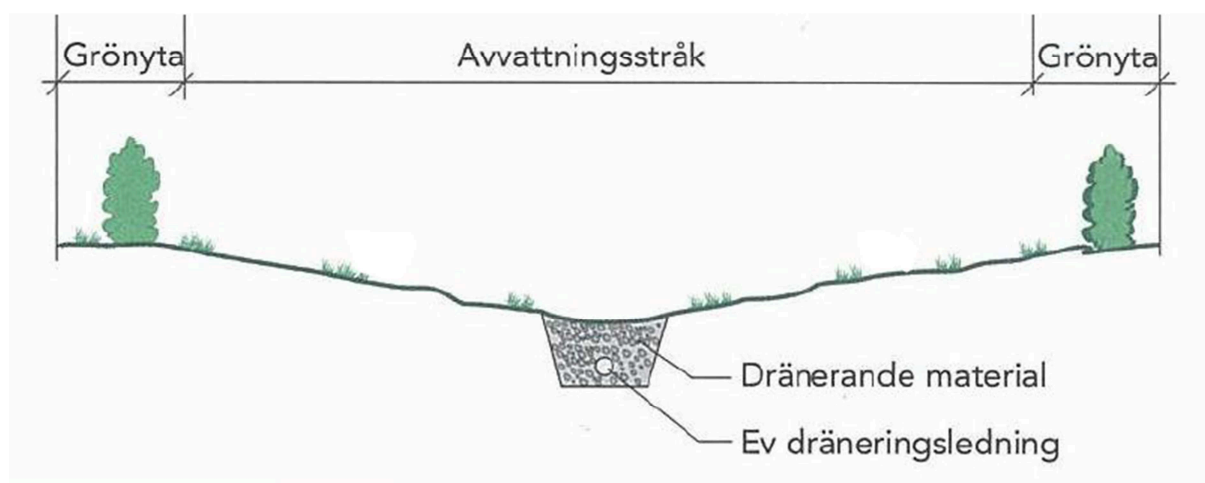 Grönyta
Avvattningsstråk
Grönyta
Dränerande material
Ev dräneringsledning